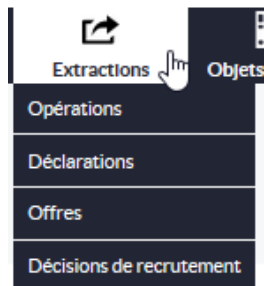 Extractions
Objets
Opérations
Déclarations
Offres
Décisions de recrutement